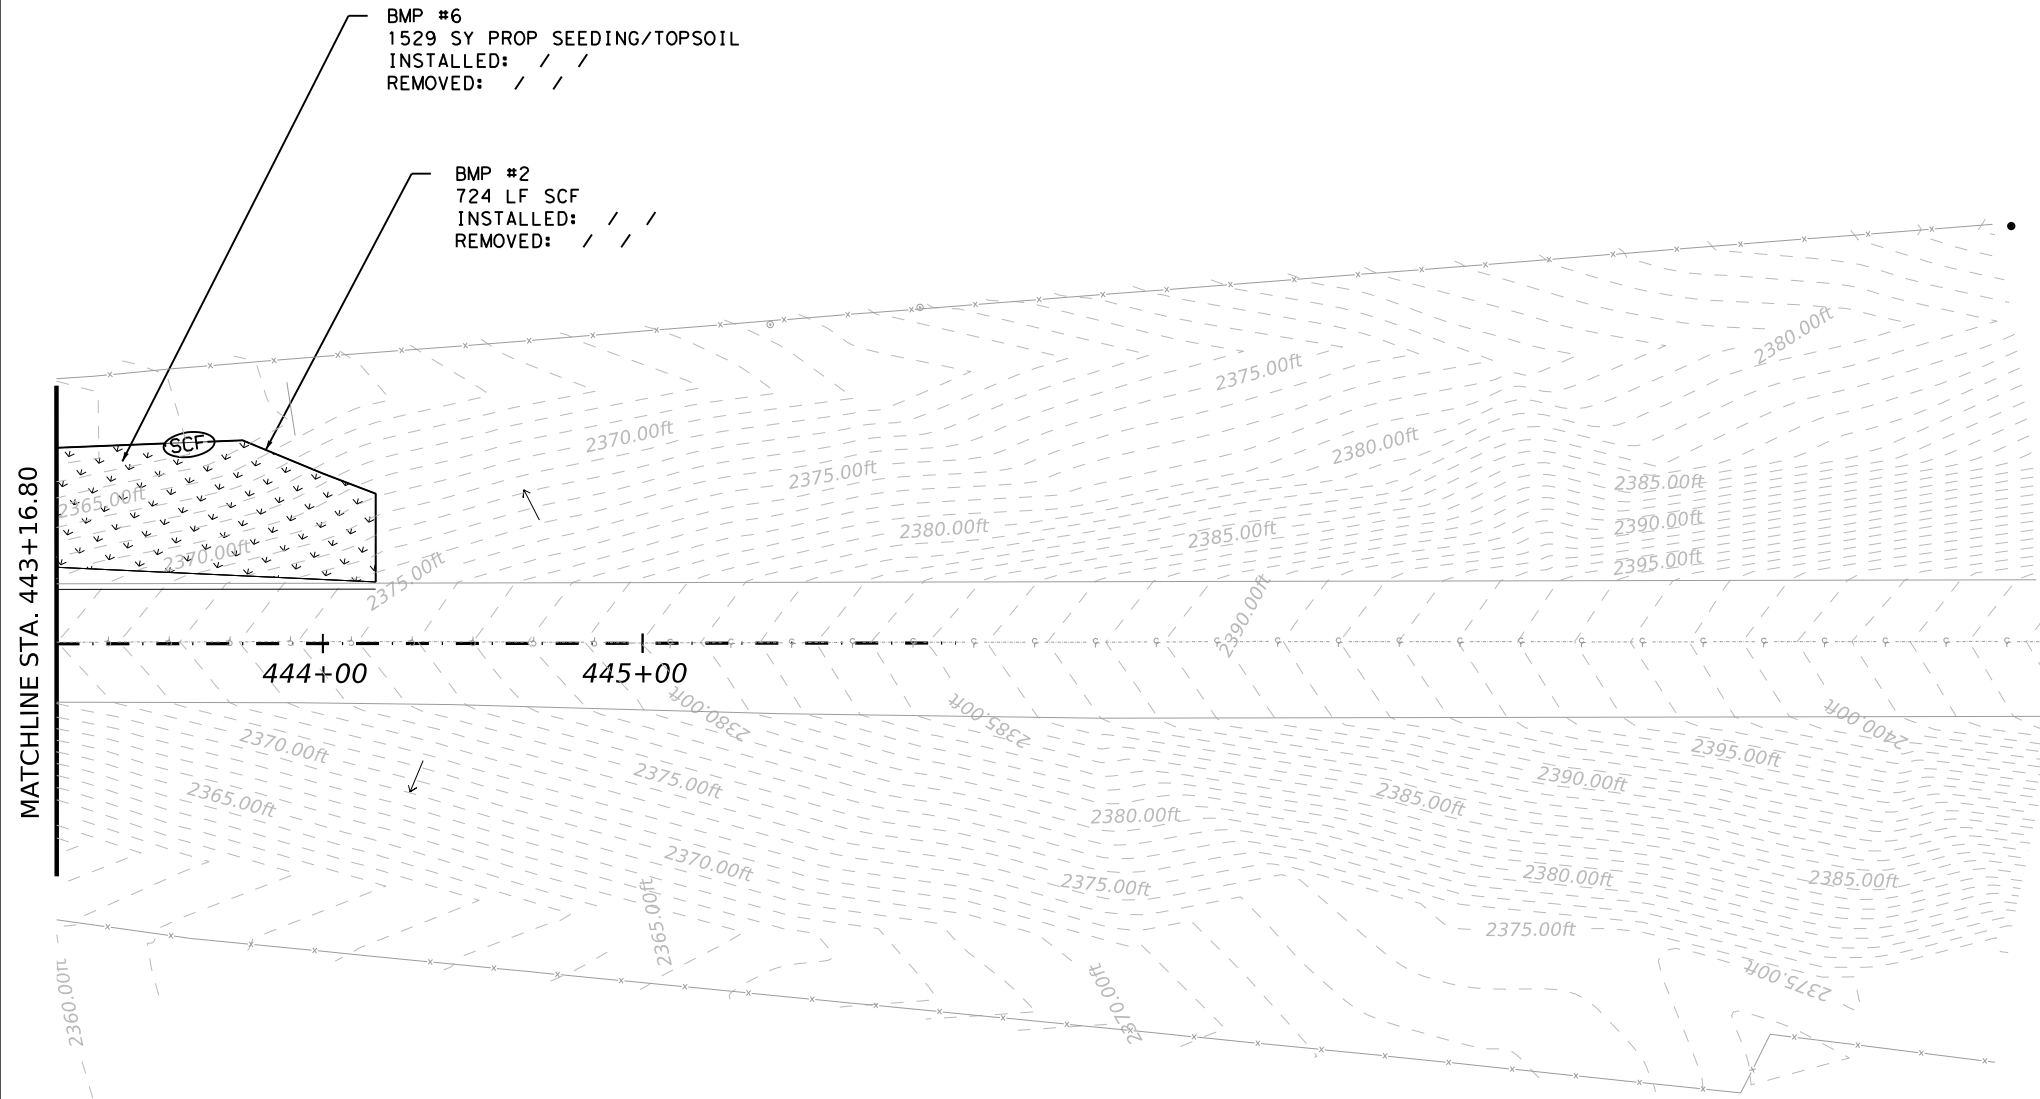 BMP #6
1529 SY PROP SEEDING/TOPSOIL
INSTALLED: / /
REMOVED: / /
BMP #2
724 LF SCF
INSTALLED: / /
REMOVED: / /
2380.00ft
2375.00ft
2370.00ft
2380.00ft
SCF
2375.00ft
2385.00ft
2365.00ft
2380.00ft
2385.00ft
2390.00ft
2370.00ft
2395.00ft
2375.00ft
2390.00ft
MATCHLINE STA. 443+16.80
444+00
445+00
2380.00ft
2385.00ft
2400.00ft
2370.00ft
2395.00ft
2375.00ft
2390.00ft
2365.00ft
2385.00ft
2380.00ft
2370.00ft
2375.00ft
2380.00ft
2385.00ft
2365.00ft
2375.00ft
2375.00ft
2360.00ft
2370.00ft